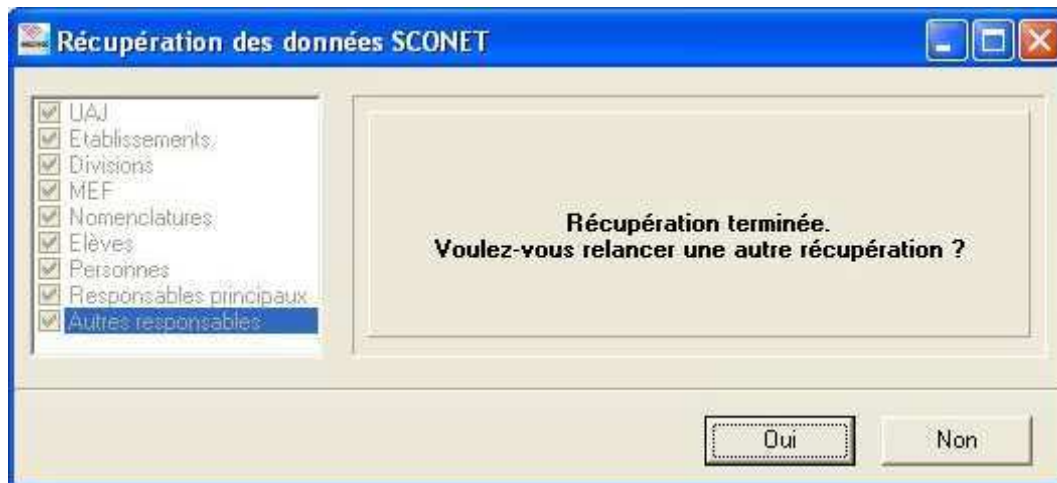 Récupération des données SCONET
UAJ
Etablissements.
Divisions
MEF
Nomenclatures
Elèves
Personnes
Responsables principaux
Autres responsables
Récupération terminée.
Voulez-vous relancer une autre récupération ?
Oui
Non